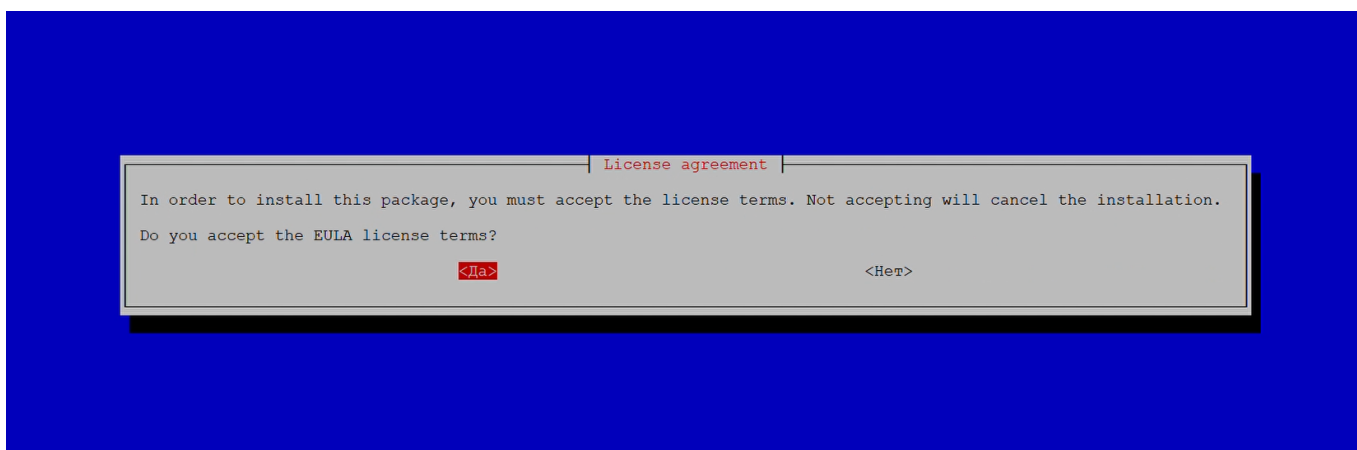 License agreement
In order to install this package, you must accept the license terms. Not accepting will cancel the installation.
Do you accept the EULA license terms?
<Да> <Нет>